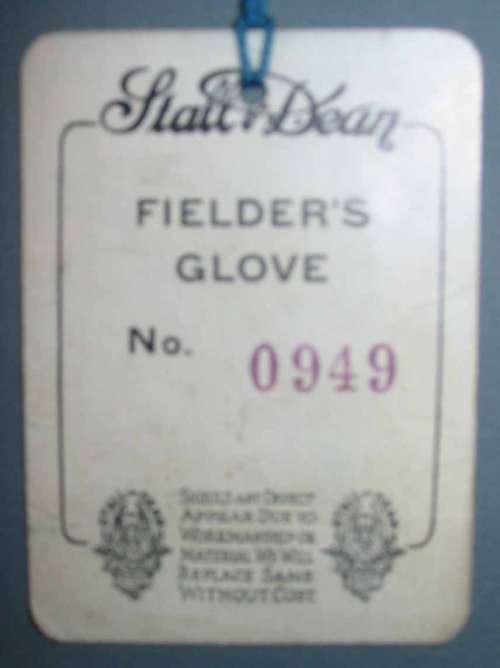 Stall & Dean
FIELDER'S
GLOVE
No. 0949
SHOULD ANY DEFECT
APPEAR DUE TO
WORKMANSHIP OR
MATERIAL WE WILL
REPLACE SAME
WITHOUT COST